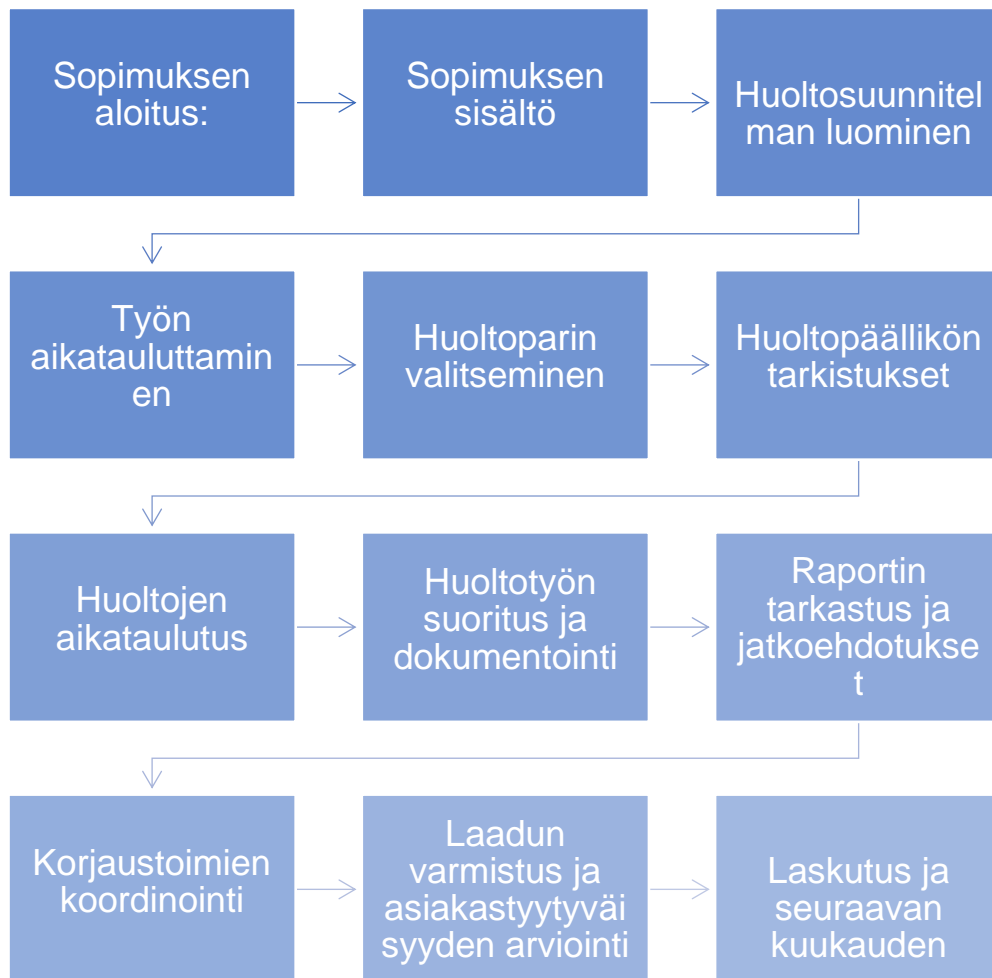 Sopimuksen
aloitus:
Sopimuksen
sisältö
Huoltosuunnitel
man luominen
Työn
aikatauluttamin
en
Huoltoparin
valitseminen
Huoltopäällikön
tarkistukset
Huoltojen
aikataulutus
Huoltotyön
suoritus ja
dokumentointi
Raportin
tarkastus ja
jatkoehdotukse
t
Korjaustoimien
koordinointi
Laadun
varmistus ja
asiakastyytyväi
syyden arviointi
Laskutus ja
seuraavan
kuukauden